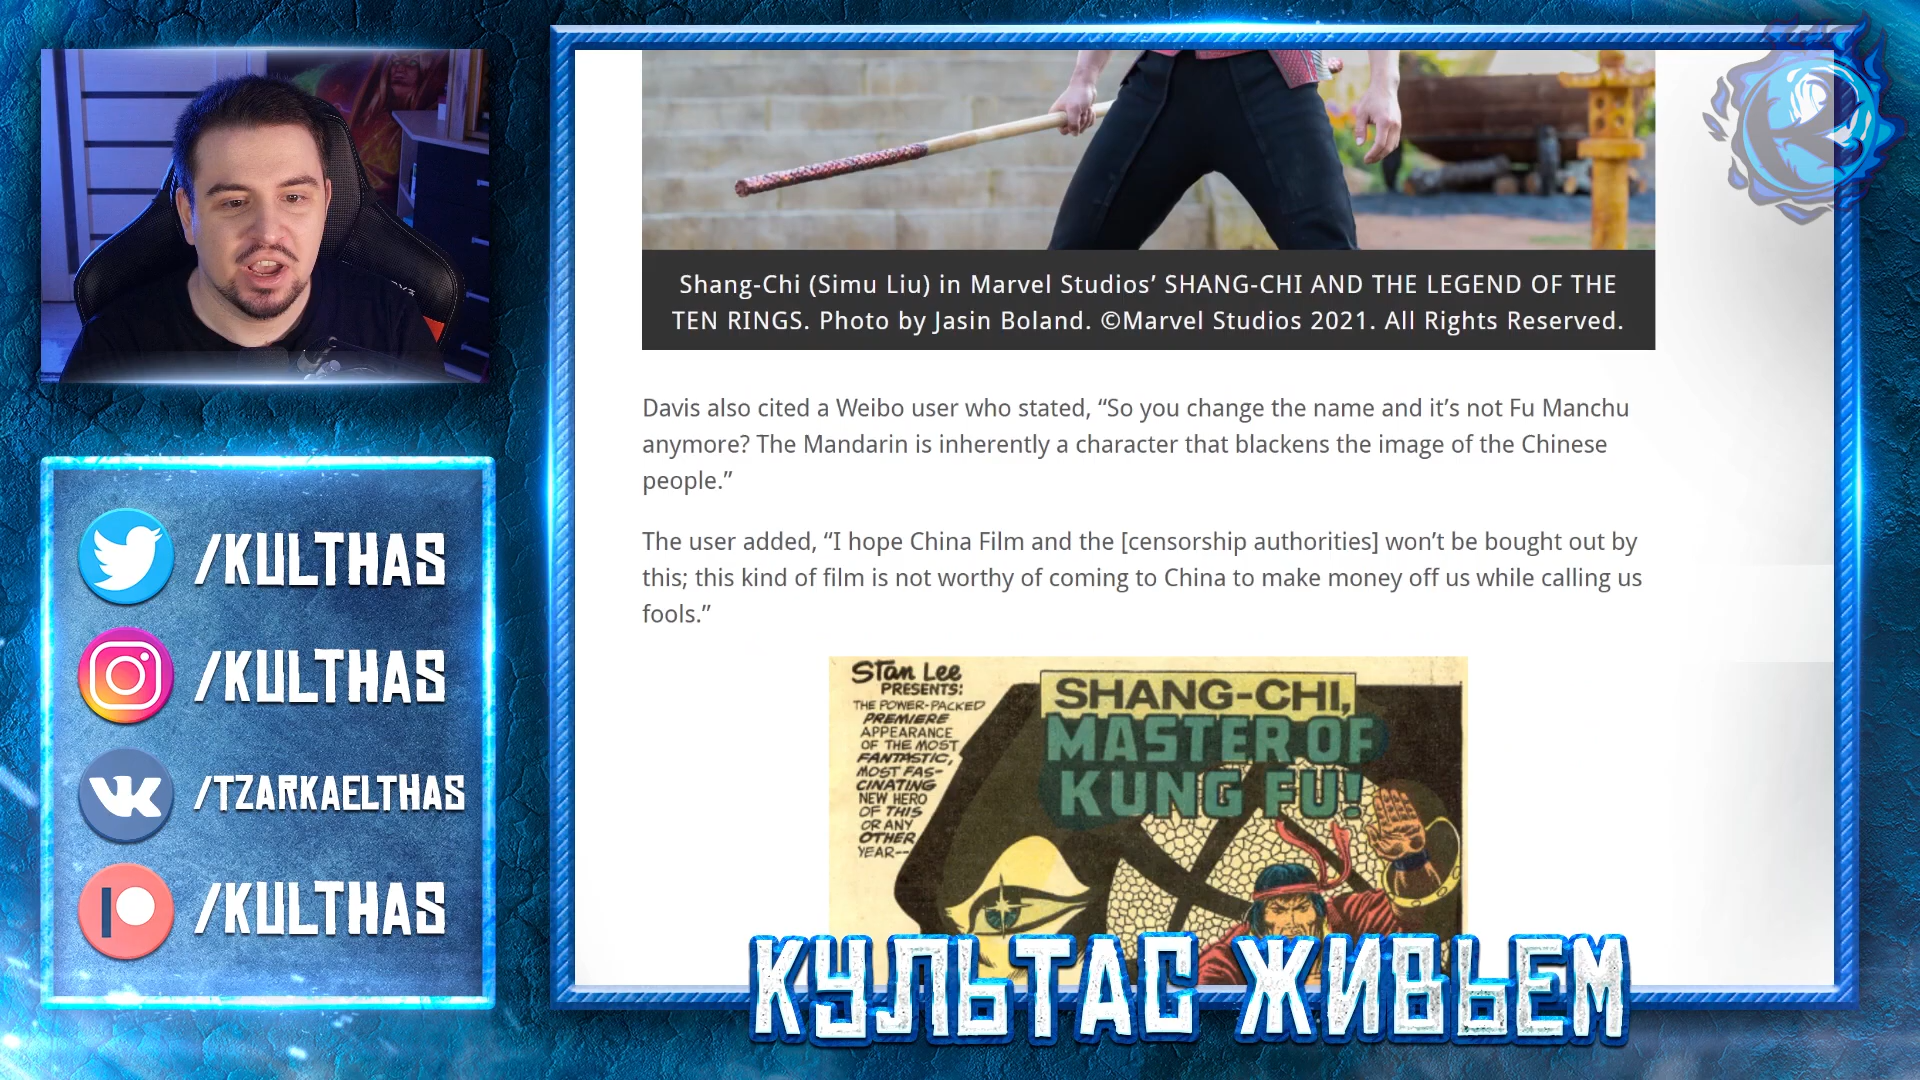 /KULTHAS
/KULTHAS
/TZARKAELTHAS
/KULTHAS
Shang-Chi (Simu Liu) in Marvel Studios’ SHANG-CHI AND THE LEGEND OF THE
TEN RINGS. Photo by Jasin Boland. ©Marvel Studios 2021. All Rights Reserved.
Davis also cited a Weibo user who stated, “So you change the name and it’s not Fu Manchu
anymore? The Mandarin is inherently a character that blackens the image of the Chinese
people.”
The user added, “I hope China Film and the [censorship authorities] won’t be bought out by
this; this kind of film is not worthy of coming to China to make money off us while calling us
fools.”
Stan Lee
PRESENTS:
THE POWER-PACKED
PREMIERE
APPEARANCE
OF THE MOST
FANTASTIC,
MOST FAS-
CINATING
NEW HERO
OF THIS
OR ANY
OTHER
YEAR--
SHANG-CHI,
MASTER OF
KUNG FU!
КУЛЬТАС ЖИВЬЕМ